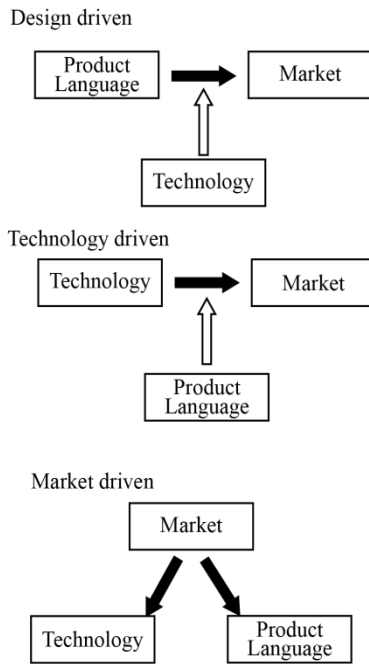 Design driven
Product
Language
Market
Technology
Technology driven
Technology
Market
Product
Language
Market driven
Market
Technology
Product
Language